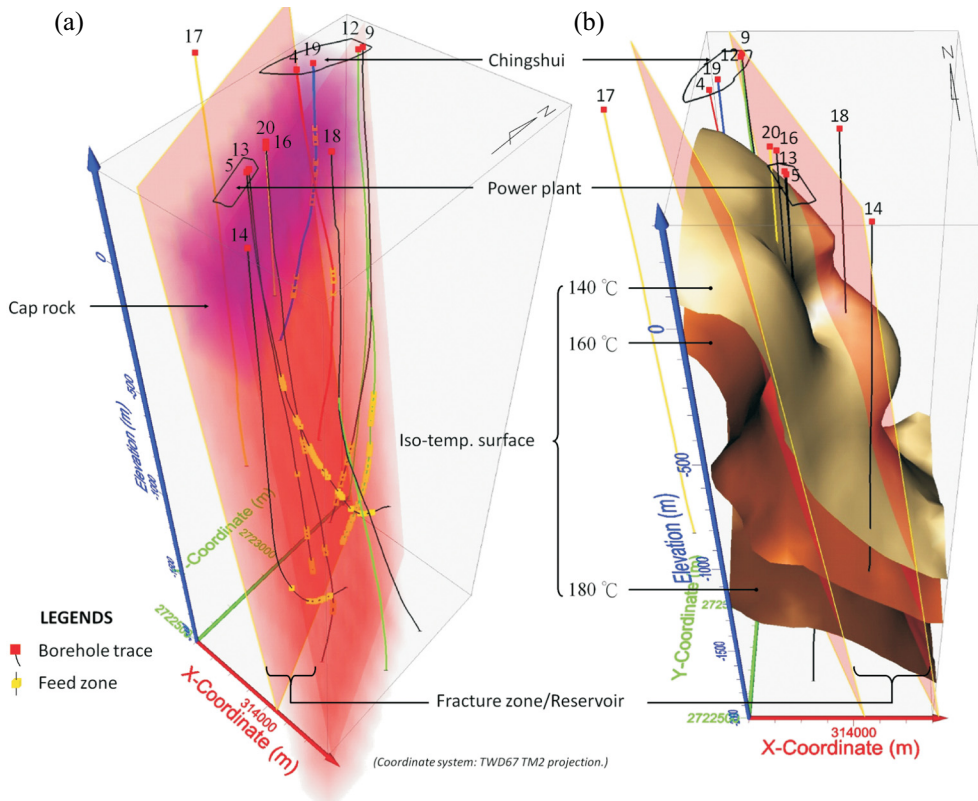 (a)
17
12
9
19
4
Chingshui
20
13
16
18
5
Power plant
14
Cap rock
0
-500
Elevation (m)
-1000
-Coordinate (m)
2723000
2722500
X-Coordinate (m)
314000
N
LEGENDS
Borehole trace
Feed zone
Fracture zone/Reservoir
(Coordinate system: TWD67 TM2 projection.)
Iso-temp. surface
140 ℃
160 ℃
180 ℃
(b)
9
12
19
4
17
20
16
13
5
18
14
N
0
-500
Elevation (m)
-1000
-1500
Y-Coordinate (m)
2722500
314000
X-Coordinate (m)